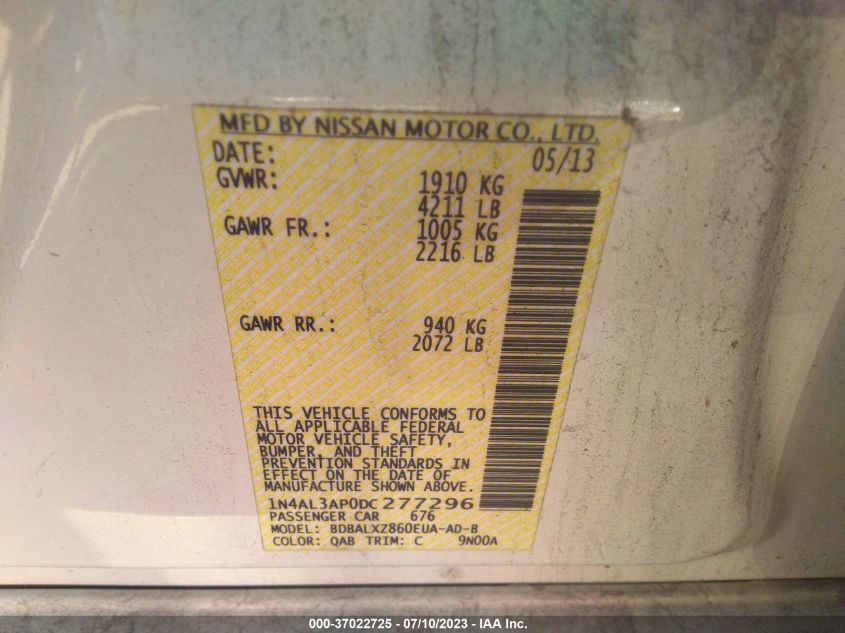 MFD BY NISSAN MOTOR CO., LTD.
DATE: 05/13
GVWR: 1910 KG
4211 LB
GAWR FR.: 1005 KG
2216 LB
GAWR RR.: 940 KG
2072 LB
THIS VEHICLE CONFORMS TO
ALL APPLICABLE FEDERAL
MOTOR VEHICLE SAFETY,
BUMPER, AND THEFT
PREVENTION STANDARDS IN
EFFECT ON THE DATE OF
MANUFACTURE SHOWN ABOVE.
1N4AL3AP0DC277296
PASSENGER CAR 676
MODEL: BDBALXZ860EUA-AD-B
COLOR: QAB TRIM: C 9N00A
000-37022725 - 07/10/2023 - IAA Inc.